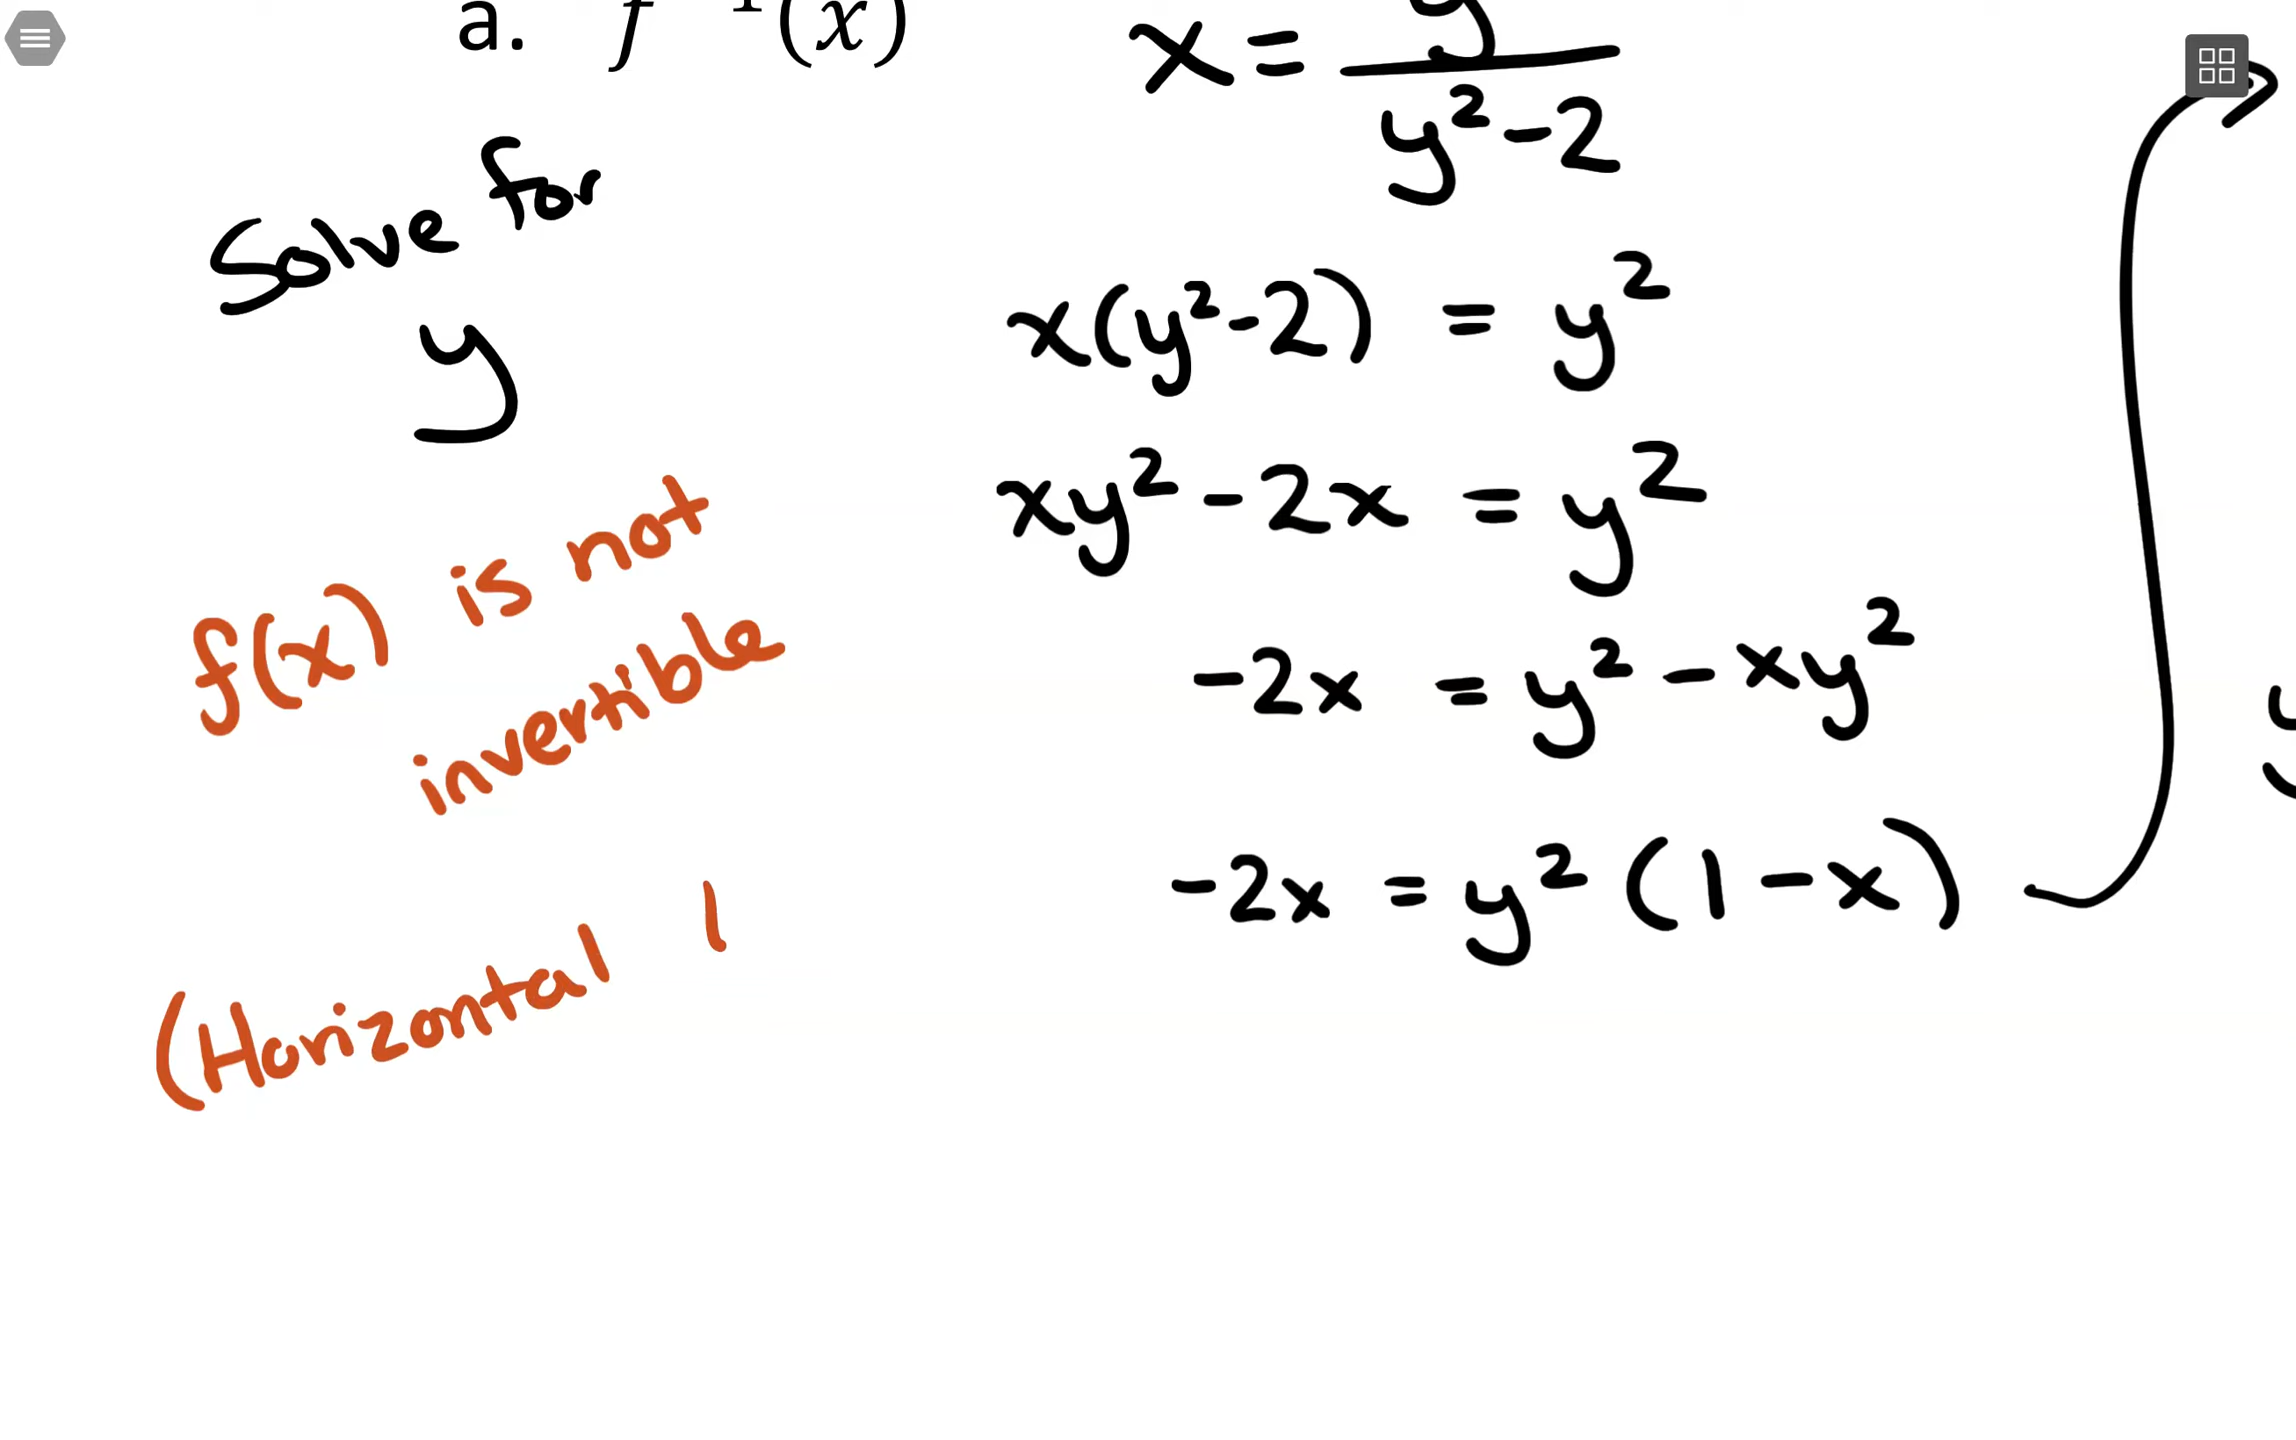 a. f⁻¹(x)
x = y / y²-2
Solve for
y
x(y²-2) = y²
xy² - 2x = y²
f(x) is not
invertible
-2x = y² - xy²
-2x = y² (1-x)
(Horizontal l
y